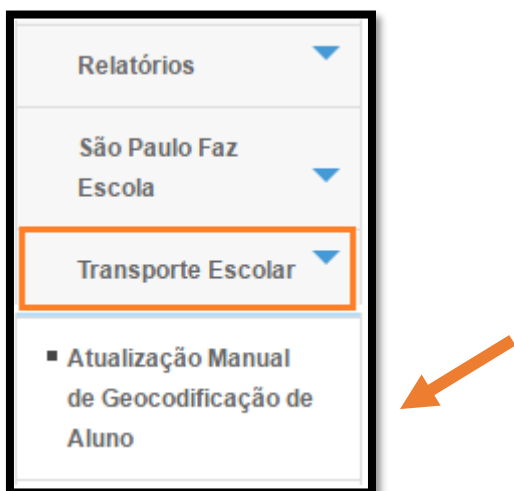 Relatórios
São Paulo Faz
Escola
Transporte Escolar
Atualização Manual
de Geocodificação de
Aluno